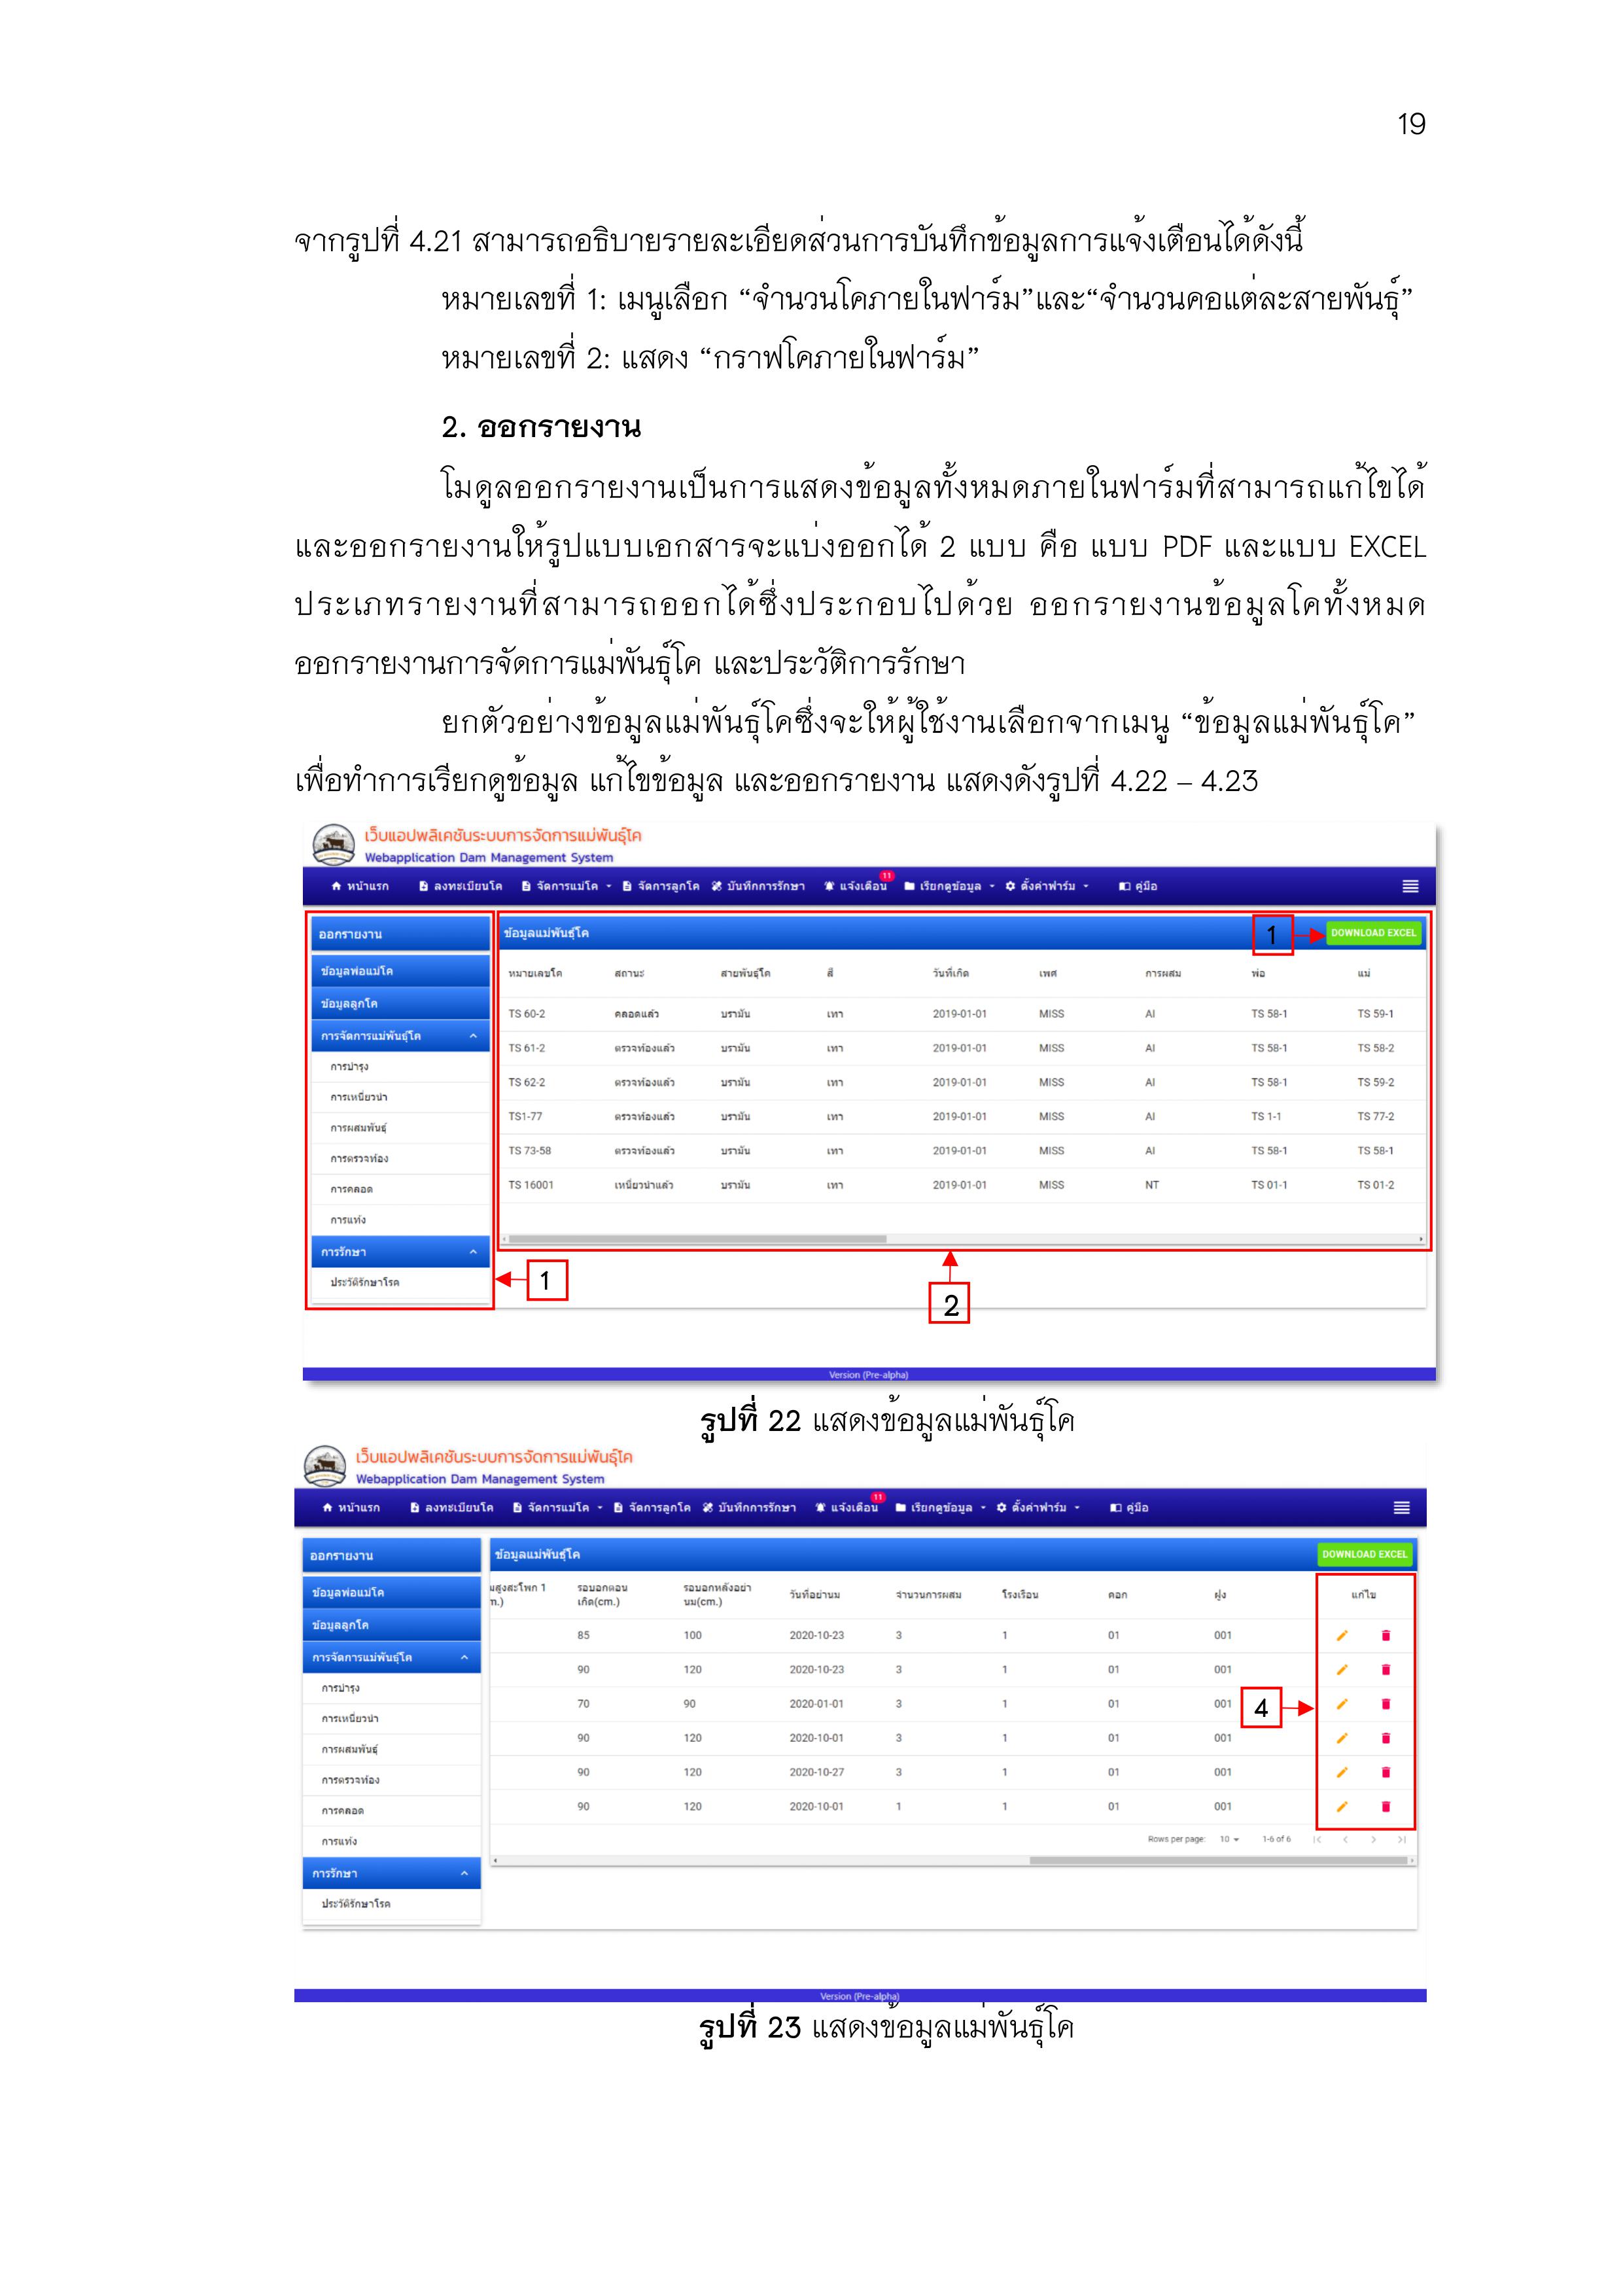 19
จากรูปที่ 4.21 สามารถอธิบายรายละเอียดส่วนการบันทึกข้อมูลการแจ้งเตือนได้ดังนี้
หมายเลขที่ 1: เมนูเลือก “จำนวนโคภายในฟาร์ม”และ“จำนวนคอแต่ละสายพันธุ์”
หมายเลขที่ 2: แสดง “กราฟโคภายในฟาร์ม”
2. ออกรายงาน
โมดูลออกรายงานเป็นการแสดงข้อมูลทั้งหมดภายในฟาร์มที่สามารถแก้ไขได้
และออกรายงานให้รูปแบบเอกสารจะแบ่งออกได้ 2 แบบ คือ แบบ PDF และแบบ EXCEL
ประเภทรายงานที่สามารถออกได้ซึ่งประกอบไปด้วย ออกรายงานข้อมูลโคทั้งหมด
ออกรายงานการจัดการแม่พันธุ์โค และประวัติการรักษา
ยกตัวอย่างข้อมูลแม่พันธุ์โคซึ่งจะให้ผู้ใช้งานเลือกจากเมนู “ข้อมูลแม่พันธุ์โค”
เพื่อทำการเรียกดูข้อมูล แก้ไขข้อมูล และออกรายงาน แสดงดังรูปที่ 4.22 – 4.23
เว็บแอปพลิเคชันระบบการจัดการแม่พันธุ์โค
Webapplication Dam Management System
หน้าแรก ลงทะเบียนโค จัดการแม่โค จัดการลูกโค บันทึกการรักษา แจ้งเตือน 11 เรียกดูข้อมูล ตั้งค่าฟาร์ม คู่มือ
ออกรายงาน
ข้อมูลพ่อแม่โค
ข้อมูลลูกโค
การจัดการแม่พันธุ์โค
การบำรุง
การเหนี่ยวนำ
การผสมพันธุ์
การตรวจท้อง
การคลอด
การแท้ง
การรักษา
ประวัติรักษาโรค
1
ข้อมูลแม่พันธุ์โค 1 DOWNLOAD EXCEL
หมายเลขโค สถานะ สายพันธุ์โค สี วันที่เกิด เพศ การผสม พ่อ แม่
TS 60-2 คลอดแล้ว บรามัน เทา 2019-01-01 MISS AI TS 58-1 TS 59-1
TS 61-2 ตรวจท้องแล้ว บรามัน เทา 2019-01-01 MISS AI TS 58-1 TS 58-2
TS 62-2 ตรวจท้องแล้ว บรามัน เทา 2019-01-01 MISS AI TS 58-1 TS 59-2
TS1-77 ตรวจท้องแล้ว บรามัน เทา 2019-01-01 MISS AI TS 1-1 TS 77-2
TS 73-58 ตรวจท้องแล้ว บรามัน เทา 2019-01-01 MISS AI TS 58-1 TS 58-1
TS 16001 เหนี่ยวนำแล้ว บรามัน เทา 2019-01-01 MISS NT TS 01-1 TS 01-2
2
Version (Pre-alpha)
รูปที่ 22 แสดงข้อมูลแม่พันธุ์โค
เว็บแอปพลิเคชันระบบการจัดการแม่พันธุ์โค
Webapplication Dam Management System
หน้าแรก ลงทะเบียนโค จัดการแม่โค จัดการลูกโค บันทึกการรักษา แจ้งเตือน 11 เรียกดูข้อมูล ตั้งค่าฟาร์ม คู่มือ
ออกรายงาน
ข้อมูลพ่อแม่โค
ข้อมูลลูกโค
การจัดการแม่พันธุ์โค
การบำรุง
การเหนี่ยวนำ
การผสมพันธุ์
การตรวจท้อง
การคลอด
การแท้ง
การรักษา
ประวัติรักษาโรค
ข้อมูลแม่พันธุ์โค DOWNLOAD EXCEL
สูงสะโพก 1 รอบอกตอน รอบอกหลังอย่า วันที่อย่านม จำนวนการผสม โรงเรือน คอก ฝูง แก้ไข
m.) เกิด(cm.) นม(cm.)
85 100 2020-10-23 3 1 01 001
90 120 2020-10-23 3 1 01 001
70 90 2020-01-01 3 1 01 001
4
90 120 2020-10-01 3 1 01 001
90 120 2020-10-27 3 1 01 001
90 120 2020-10-01 1 1 01 001
Rows per page: 10 1-6 of 6
Version (Pre-alpha)
รูปที่ 23 แสดงข้อมูลแม่พันธุ์โค